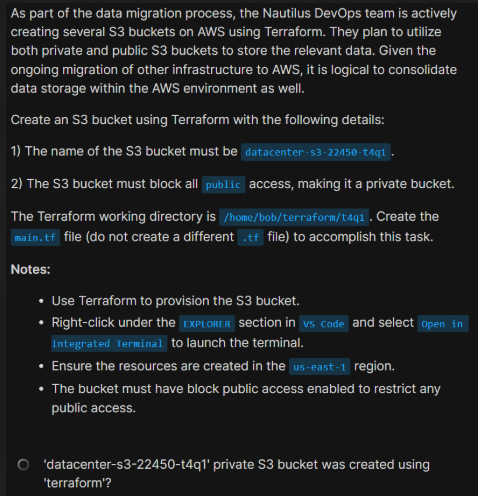 As part of the data migration process, the Nautilus DevOps team is actively
creating several S3 buckets on AWS using Terraform. They plan to utilize
both private and public S3 buckets to store the relevant data. Given the
ongoing migration of other infrastructure to AWS, it is logical to consolidate
data storage within the AWS environment as well.
Create an S3 bucket using Terraform with the following details:
1) The name of the S3 bucket must be datacenter-s3-22450-t4q1.
2) The S3 bucket must block all public access, making it a private bucket.
The Terraform working directory is /home/bob/terraform/t4q1. Create the
main.tf file (do not create a different .tf file) to accomplish this task.
Notes:
• Use Terraform to provision the S3 bucket.
• Right-click under the EXPLORER section in VS Code and select Open in
Integrated Terminal to launch the terminal.
• Ensure the resources are created in the us-east-1 region.
• The bucket must have block public access enabled to restrict any
public access.
'datacenter-s3-22450-t4q1' private S3 bucket was created using
'terraform'?